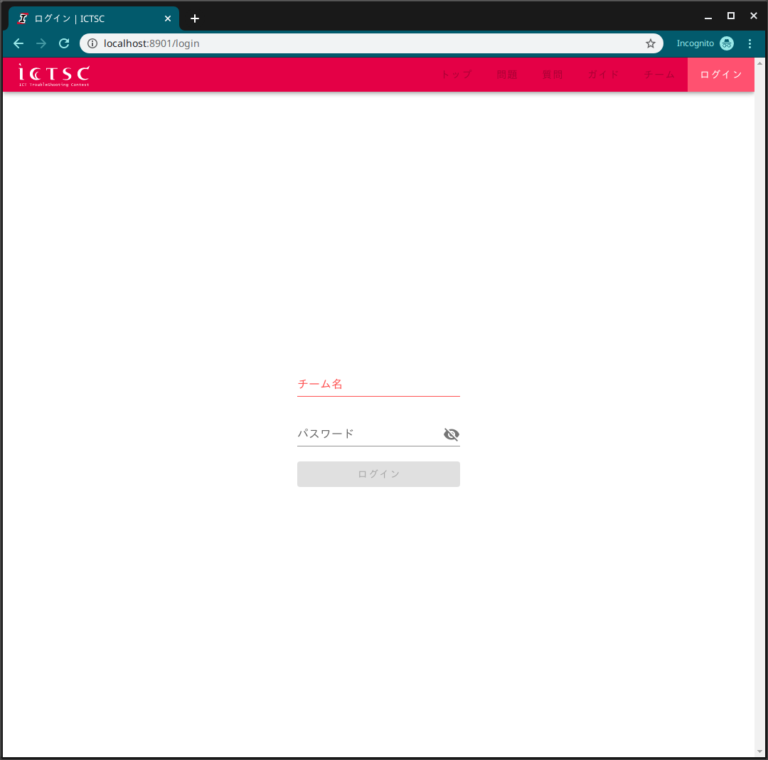 ログイン | ICTSC
localhost:8901/login
Incognito
ICTSC
ICT TroubleShooting Contest
トップ 問題 質問 ガイド チーム ログイン
チーム名
パスワード
ログイン